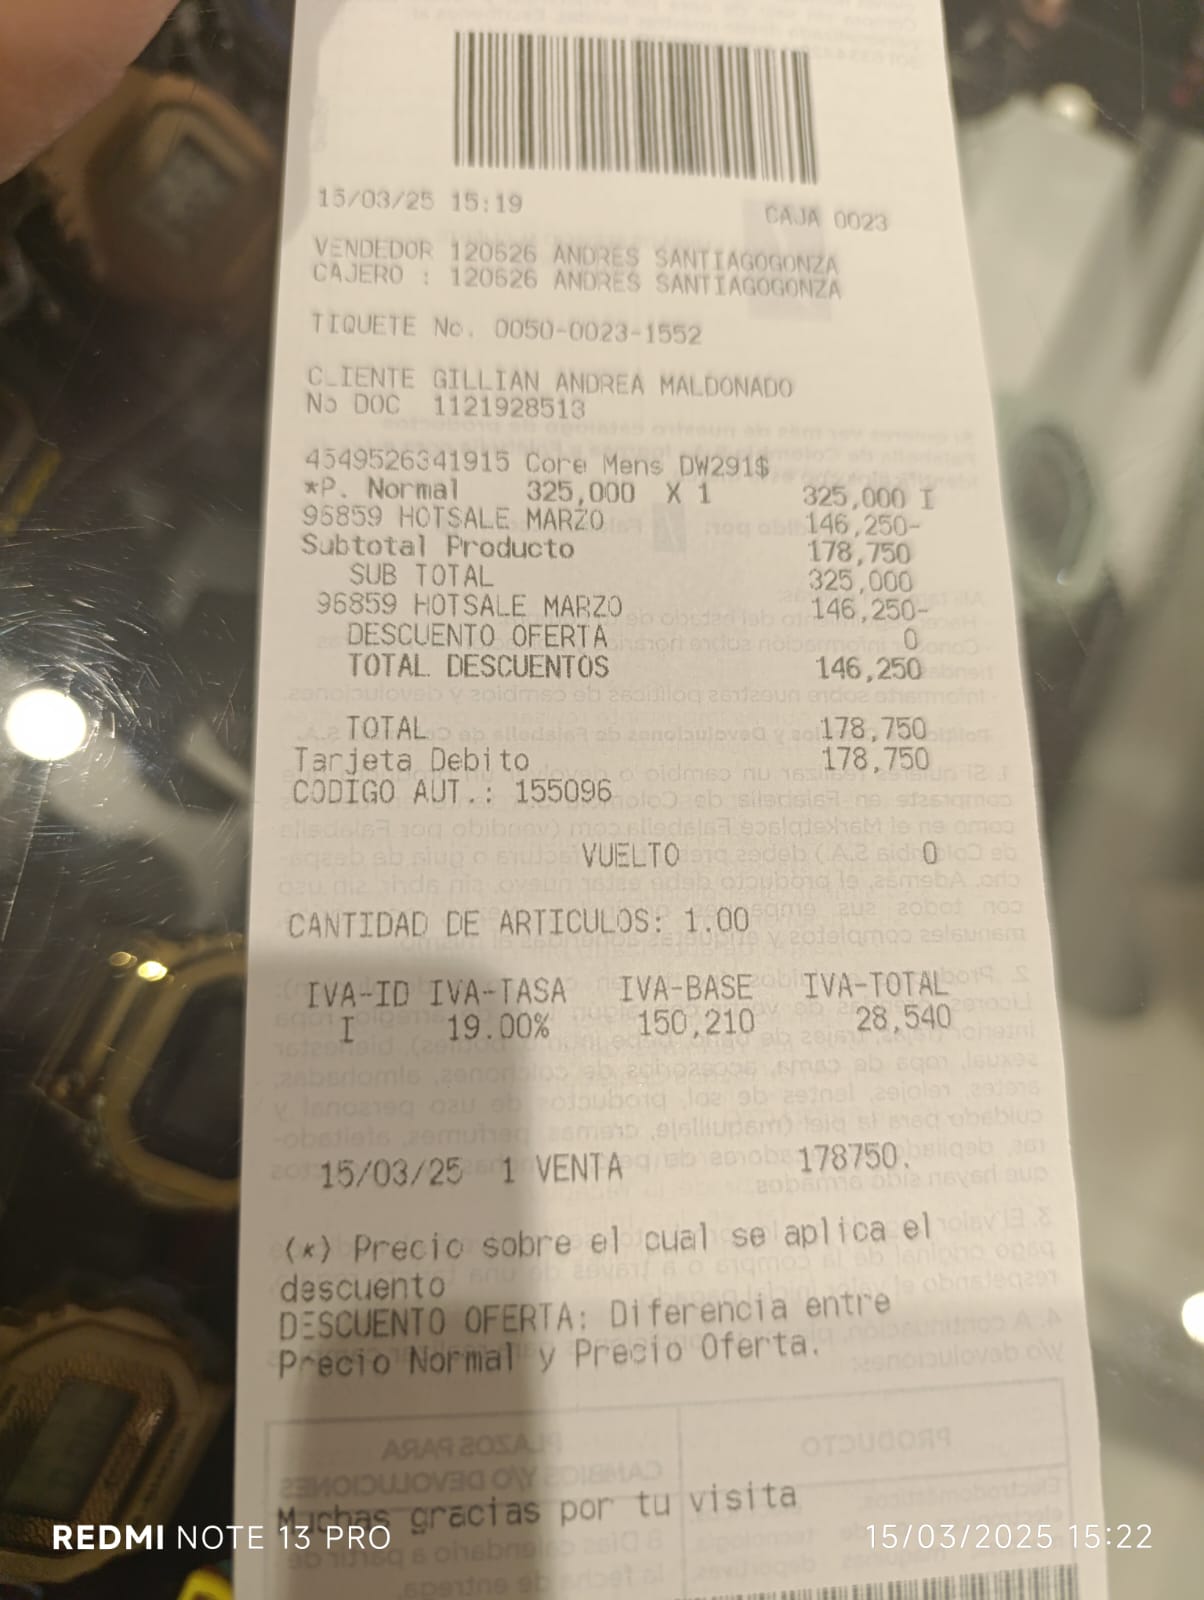 15/03/25 15:19 CAJA 0023
VENDEDOR 120626 ANDRES SANTIAGOGONZA
CAJERO : 120626 ANDRES SANTIAGOGONZA
TIQUETE No. 0050-0023-1552
CLIENTE GILLIAN ANDREA MALDONADO
No DOC 1121928513
4549526341915 Core Mens DW291$
*P. Normal 325,000 X 1 325,000 I
96859 HOTSALE MARZO 146,250-
Subtotal Producto 178,750
SUB TOTAL 325,000
96859 HOTSALE MARZO 146,250-
DESCUENTO OFERTA 0
TOTAL DESCUENTOS 146,250
TOTAL 178,750
Tarjeta Debito 178,750
CODIGO AUT.: 155096
VUELTO 0
CANTIDAD DE ARTICULOS: 1.00
IVA-ID IVA-TASA IVA-BASE IVA-TOTAL
I 19.00% 150,210 28,540
15/03/25 1 VENTA 178750.
(*) Precio sobre el cual se aplica el
descuento
DESCUENTO OFERTA: Diferencia entre
Precio Normal y Precio Oferta.
Muchas gracias por tu visita
REDMI NOTE 13 PRO 15/03/2025 15:22